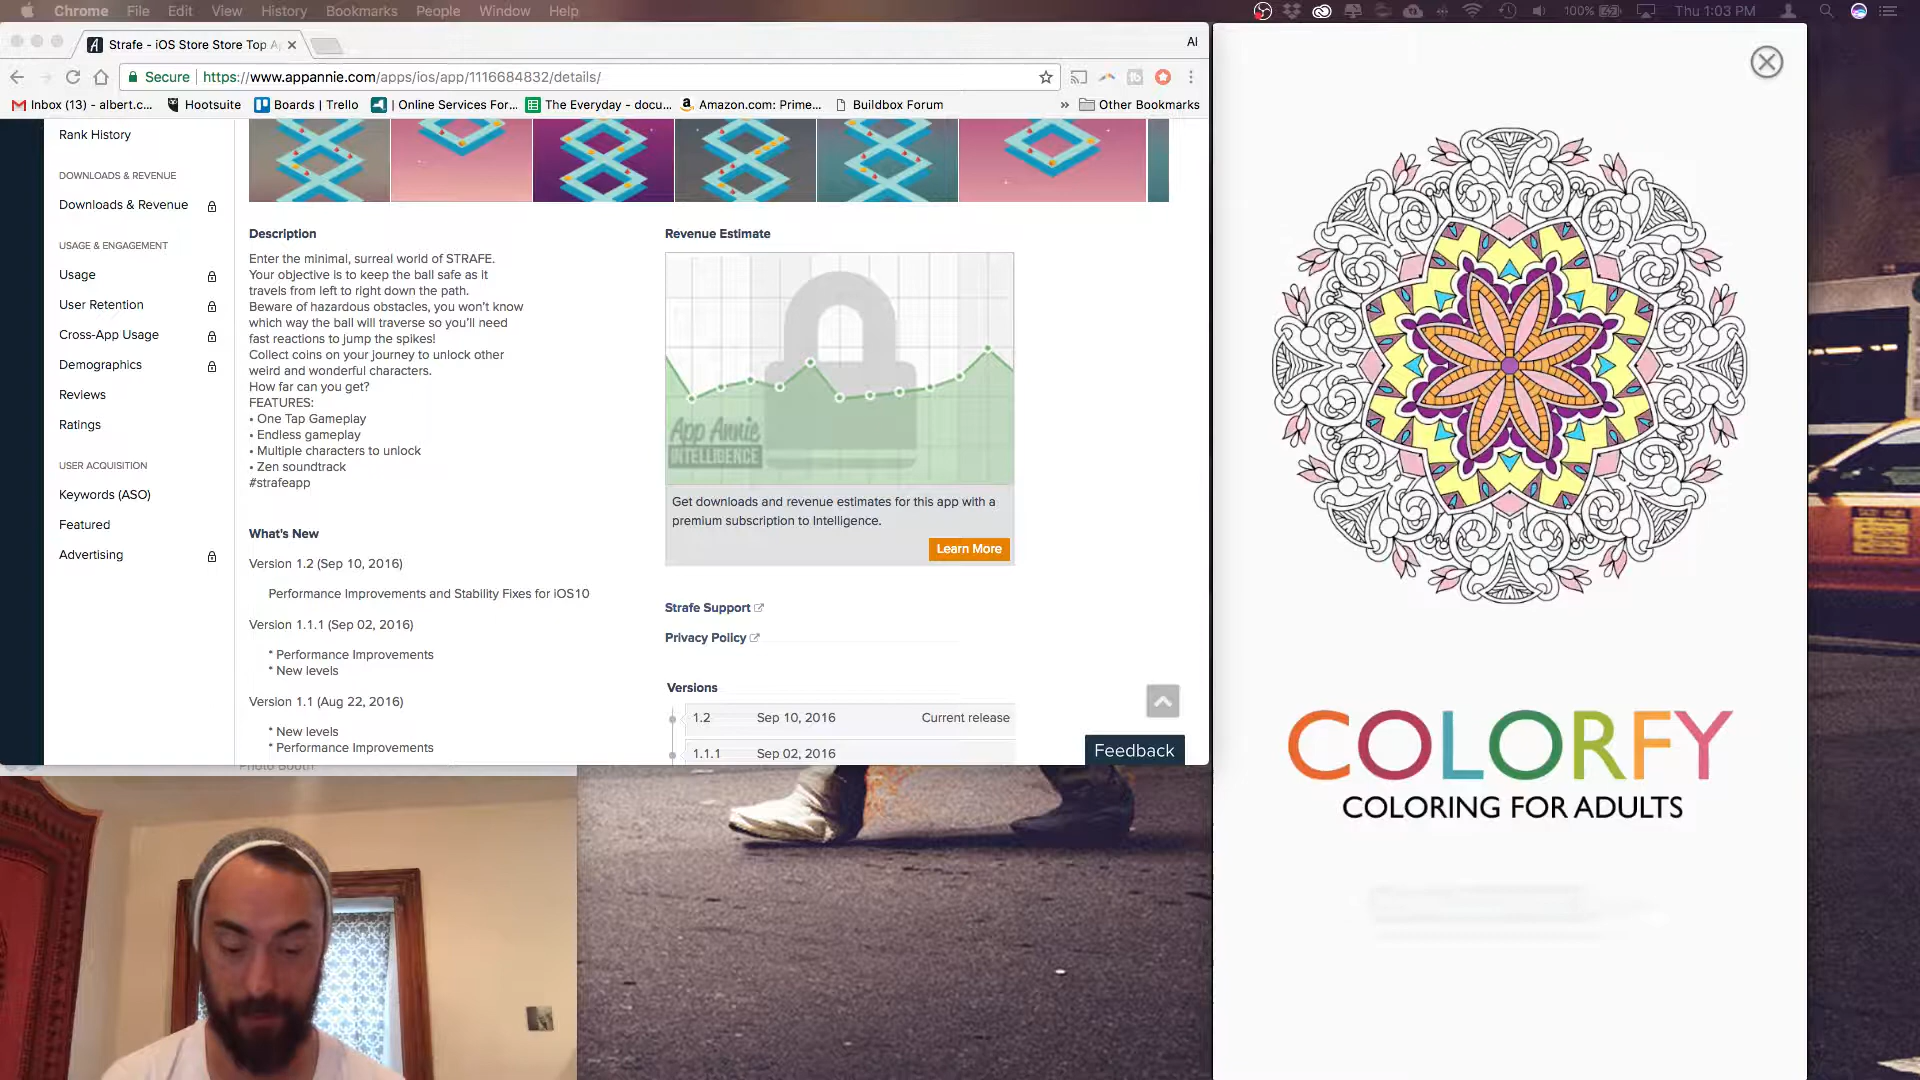 Chrome File Edit View History Bookmarks People Window Help
100% Thu 1:03 PM
Strafe - iOS Store Store Top A
Al
Secure https://www.appannie.com/apps/ios/app/1116684832/details/
Inbox (13) - albert.c... Hootsuite Boards | Trello | Online Services For... The Everyday - docu... Amazon.com: Prime... Buildbox Forum » Other Bookmarks
Rank History
DOWNLOADS & REVENUE
Downloads & Revenue
USAGE & ENGAGEMENT
Usage
User Retention
Cross-App Usage
Demographics
Reviews
Ratings
USER ACQUISITION
Keywords (ASO)
Featured
Advertising
Description
Enter the minimal, surreal world of STRAFE.
Your objective is to keep the ball safe as it
travels from left to right down the path.
Beware of hazardous obstacles, you won't know
which way the ball will traverse so you'll need
fast reactions to jump the spikes!
Collect coins on your journey to unlock other
weird and wonderful characters.
How far can you get?
FEATURES:
• One Tap Gameplay
• Endless gameplay
• Multiple characters to unlock
• Zen soundtrack
#strafeapp
What's New
Version 1.2 (Sep 10, 2016)
Performance Improvements and Stability Fixes for iOS10
Version 1.1.1 (Sep 02, 2016)
* Performance Improvements
* New levels
Version 1.1 (Aug 22, 2016)
* New levels
* Performance Improvements
Revenue Estimate
App Annie
INTELLIGENCE
Get downloads and revenue estimates for this app with a
premium subscription to Intelligence.
Learn More
Strafe Support
Privacy Policy
Versions
1.2 Sep 10, 2016 Current release
1.1.1 Sep 02, 2016
Feedback
Photo Booth
COLORFY
COLORING FOR ADULTS